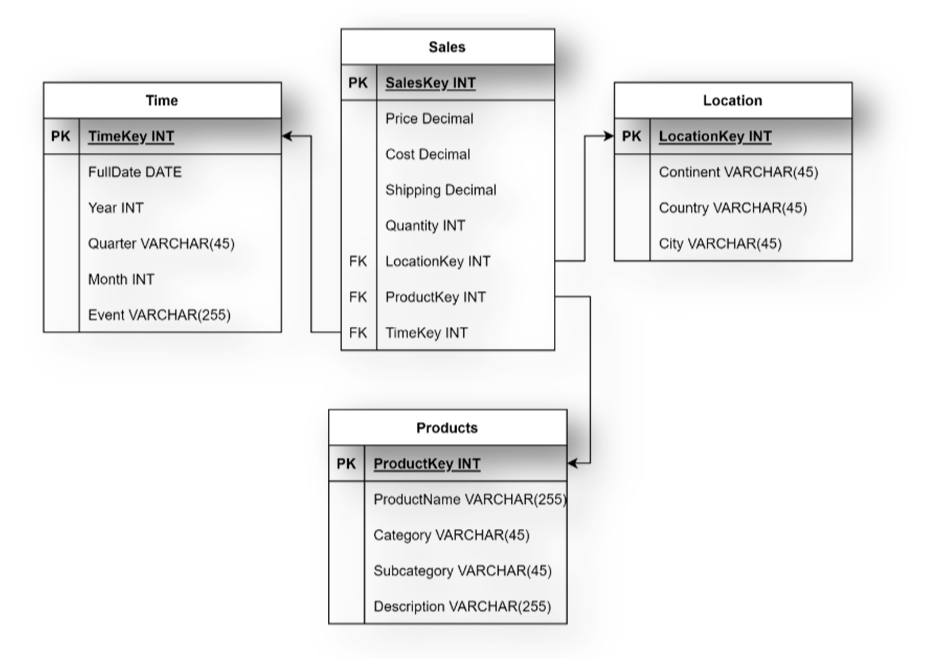 Sales
PK SalesKey INT
Price Decimal
Cost Decimal
Shipping Decimal
Quantity INT
FK LocationKey INT
FK ProductKey INT
FK TimeKey INT
Time
PK TimeKey INT
FullDate DATE
Year INT
Quarter VARCHAR(45)
Month INT
Event VARCHAR(255)
Location
PK LocationKey INT
Continent VARCHAR(45)
Country VARCHAR(45)
City VARCHAR(45)
Products
PK ProductKey INT
ProductName VARCHAR(255)
Category VARCHAR(45)
Subcategory VARCHAR(45)
Description VARCHAR(255)